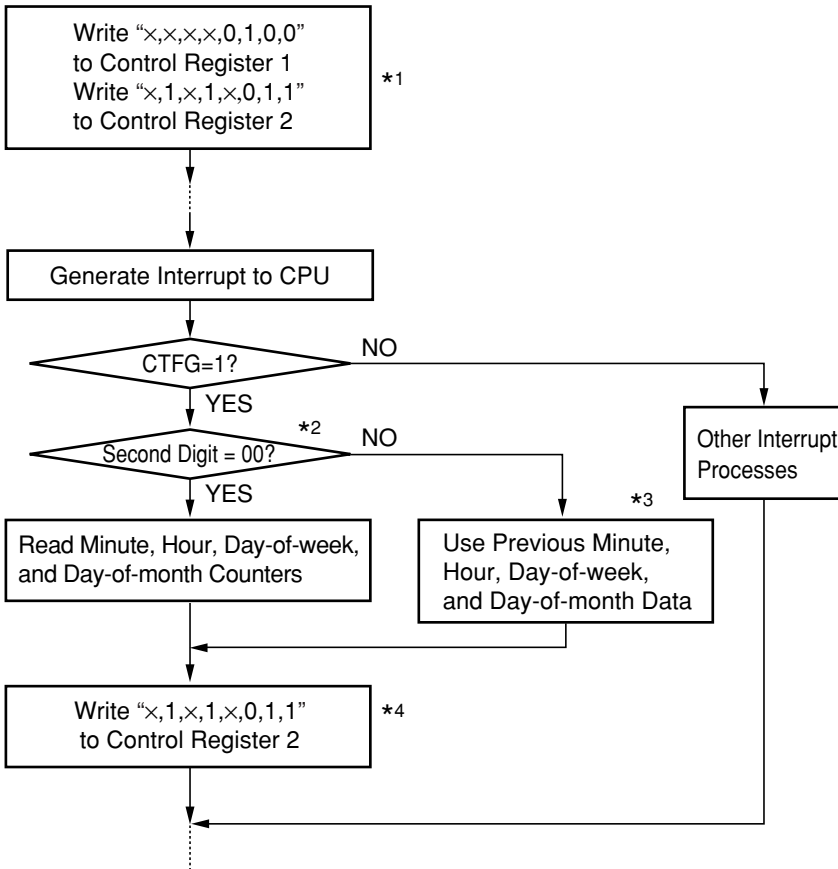 Write “×,×,×,×,0,1,0,0”
to Control Register 1
Write “×,1,×,1,×,0,1,1”
to Control Register 2
*1
Generate Interrupt to CPU
CTFG=1?
NO
YES
*2
Second Digit = 00?
NO
YES
Other Interrupt
Processes
*3
Read Minute, Hour, Day-of-week,
and Day-of-month Counters
Use Previous Minute,
Hour, Day-of-week,
and Day-of-month Data
Write “×,1,×,1,×,0,1,1”
to Control Register 2
*4